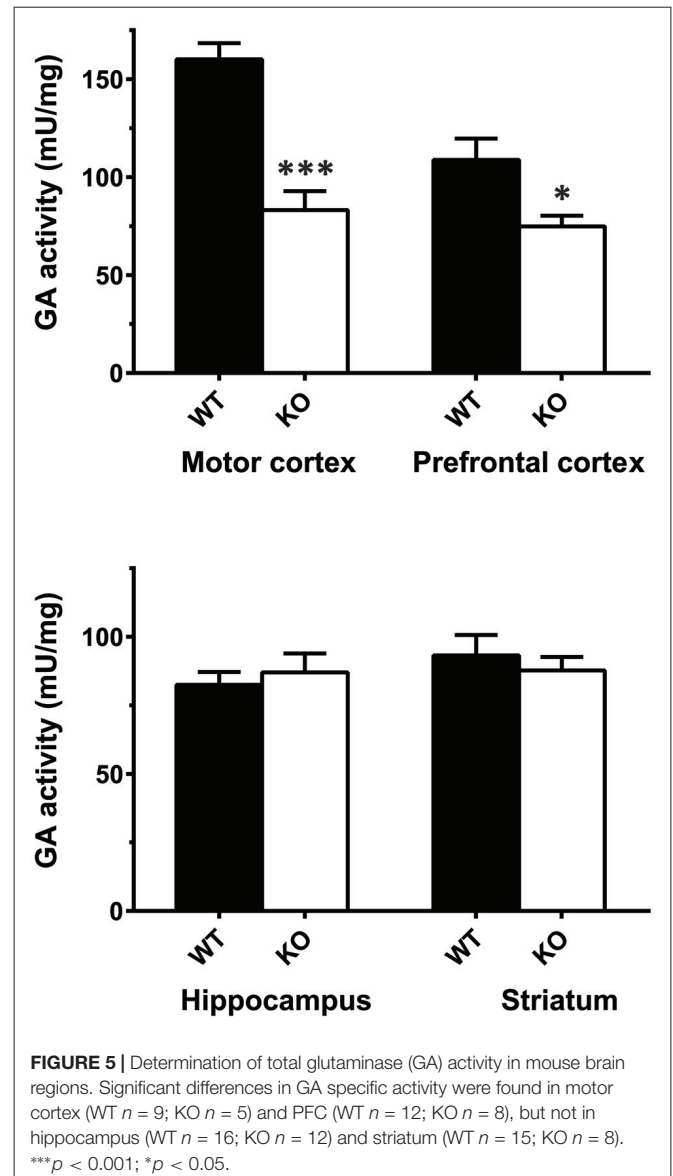 GA activity (mU/mg)
150
100
50
0
***
*
WT KO WT KO
Motor cortex Prefrontal cortex
GA activity (mU/mg)
100
50
0
WT KO WT KO
Hippocampus Striatum
FIGURE 5 | Determination of total glutaminase (GA) activity in mouse brain
regions. Significant differences in GA specific activity were found in motor
cortex (WT n = 9; KO n = 5) and PFC (WT n = 12; KO n = 8), but not in
hippocampus (WT n = 16; KO n = 12) and striatum (WT n = 15; KO n = 8).
***p < 0.001; *p < 0.05.